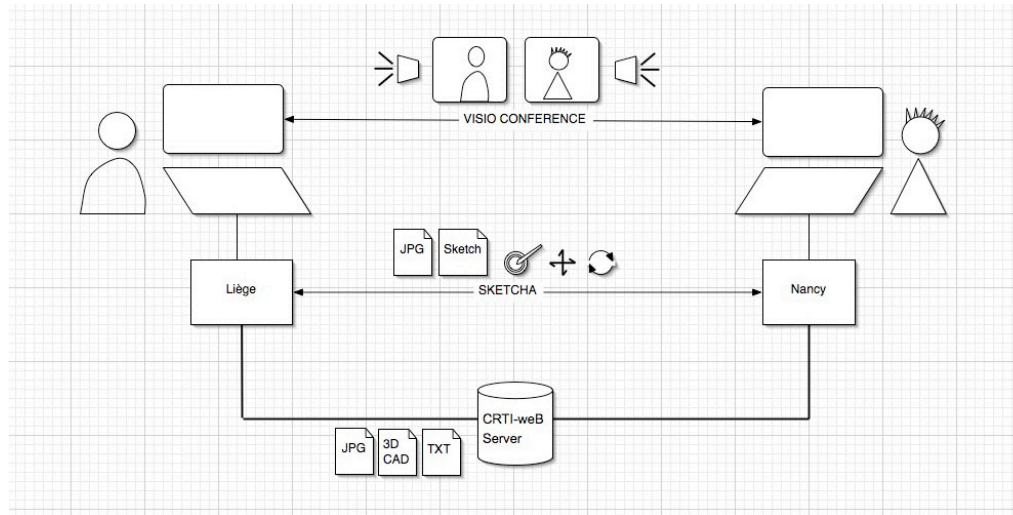 VISIO CONFERENCE
JPG
Sketch
SKETCHA
Liège
Nancy
CRTI-weB
Server
JPG
3D
CAD
TXT